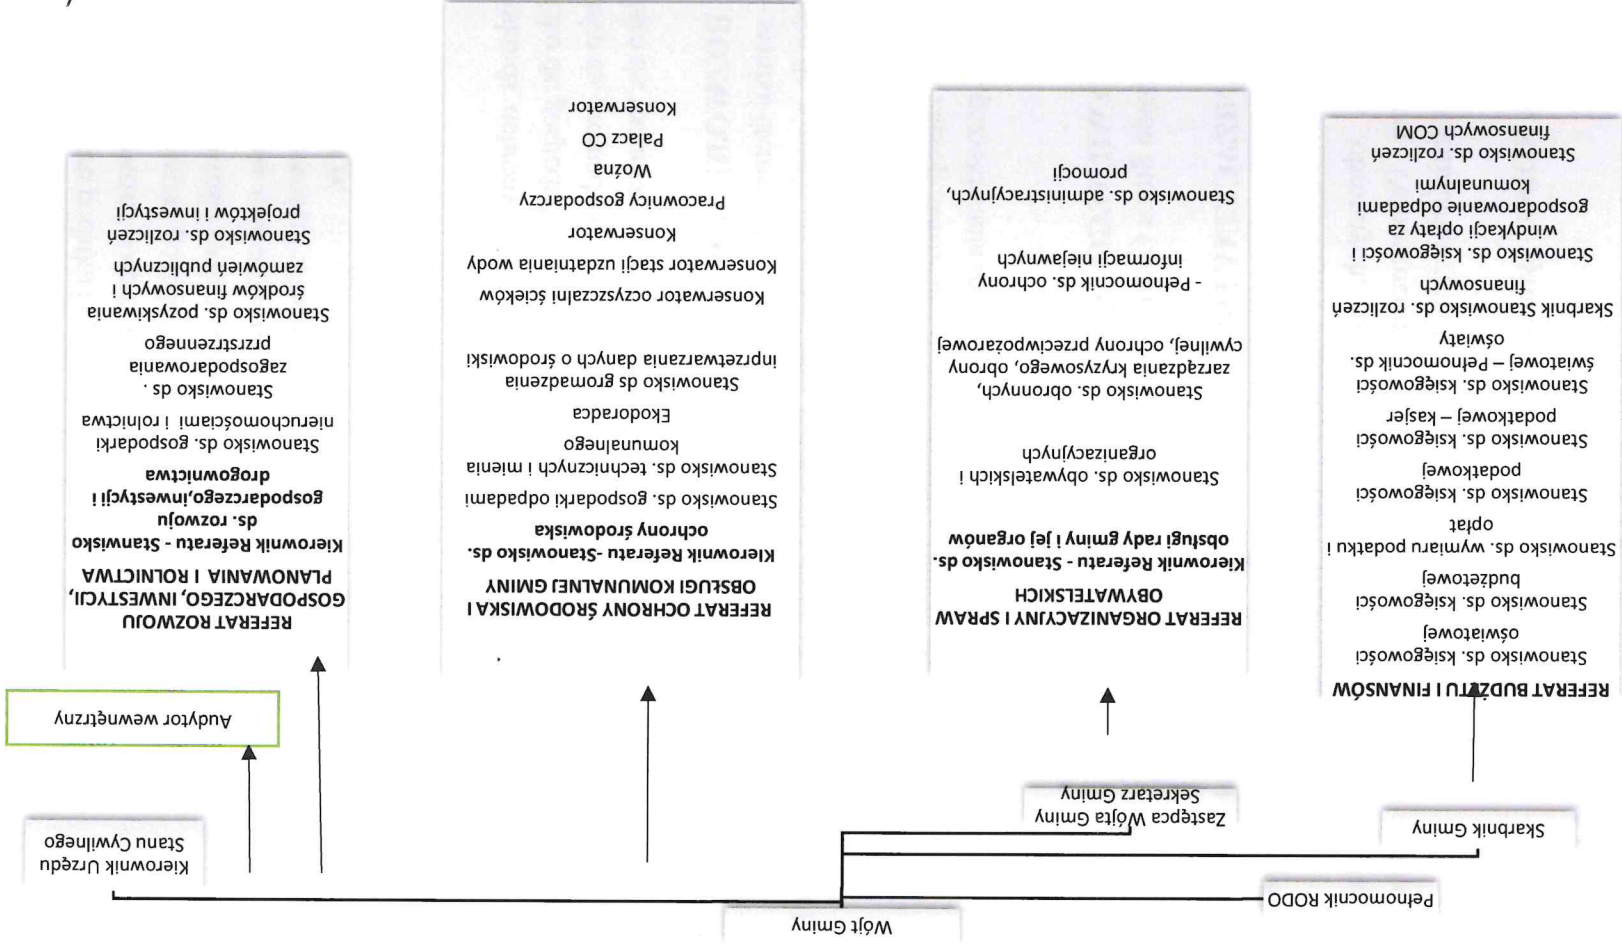 Wójt Gminy
Pełnomocnik RODO
Skarbnik Gminy
Zastępca Wójta Gminy
Sekretarz Gminy
Kierownik Urzędu
Stanu Cywilnego
Audytor wewnętrzny
REFERAT BUDŻETU I FINANSÓW
Stanowisko ds. księgowości
oświatowej
Stanowisko ds. księgowości
budżetowej
Stanowisko ds. wymiaru podatku i
opłat
Stanowisko ds. księgowości
podatkowej
Stanowisko ds. księgowości
podatkowej – kasjer
Stanowisko ds. księgowości
światowej – Pełnomocnik ds.
oświaty
Skarbnik Stanowisko ds. rozliczeń
finansowych
Stanowisko ds. księgowości i
windykacji opłaty za
gospodarowanie odpadami
komunalnymi
Stanowisko ds. rozliczeń
finansowych COM
REFERAT ORGANIZACYJNY I SPRAW
OBYWATELSKICH
Kierownik Referatu - Stanowisko ds.
obsługi rady gminy i jej organów
Stanowisko ds. obywatelskich i
organizacyjnych
Stanowisko ds. obronnych,
zarządzania kryzysowego, obrony
cywilnej, ochrony przeciwpożarowej
- Pełnomocnik ds. ochrony
informacji niejawnych
Stanowisko ds. administracyjnych,
promocji
REFERAT OCHRONY ŚRODOWISKA I
OBSŁUGI KOMUNALNEJ GMINY
Kierownik Referatu -Stanowisko ds.
ochrony środowiska
Stanowisko ds. gospodarki odpadami
Stanowisko ds. technicznych i mienia
komunalnego
Ekodoradca
Stanowisko ds gromadzenia
inprzetwarzania danych o środowiski
Konserwator oczyszczalni ścieków
Konserwator stacji uzdatniania wody
Konserwator
Pracownicy gospodarczy
Woźna
Palacz CO
Konserwator
REFERAT ROZWOJU
GOSPODARCZEGO, INWESTYCJI,
PLANOWANIA I ROLNICTWA
Kierownik Referatu - Stanwisko
ds. rozwoju
gospodarczego,inwestycji i
drogownictwa
Stanowisko ds. gospodarki
nieruchomościami i rolnictwa
Stanowisko ds .
zagospodarowania
przrstrzennego
Stanowisko ds. pozyskiwania
środków finansowych i
zamówień publicznych
Stanowisko ds. rozliczeń
projektów i inwestycji